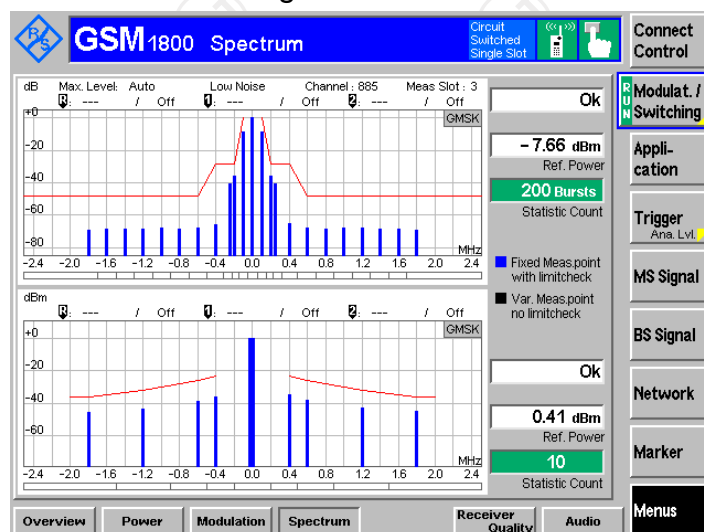 R&S
GSM1800 Spectrum
Circuit
Switched
Single Slot
Connect
Control
dB Max. Level: Auto Low Noise Channel : 885 Meas Slot : 3
R: --- / Off 1: --- / Off 2: --- / Off
GMSK
+0
-20
-40
-60
-80
MHz
-2.4 -2.0 -1.6 -1.2 -0.8 -0.4 0.0 0.4 0.8 1.2 1.6 2.0 2.4
Ok
-7.66 dBm
Ref. Power
200 Bursts
Statistic Count
Fixed Meas.point
with limitcheck
Var. Meas.point
no limitcheck
dBm
R: --- / Off 1: --- / Off 2: --- / Off
GMSK
+0
-20
-40
-60
MHz
-2.4 -2.0 -1.6 -1.2 -0.8 -0.4 0.0 0.4 0.8 1.2 1.6 2.0 2.4
Ok
0.41 dBm
Ref. Power
10
Statistic Count
RUN
Modulat. /
Switching
Appli-
cation
Trigger
Ana. Lvl.
MS Signal
BS Signal
Network
Marker
Menus
Overview Power Modulation Spectrum Receiver
Quality Audio